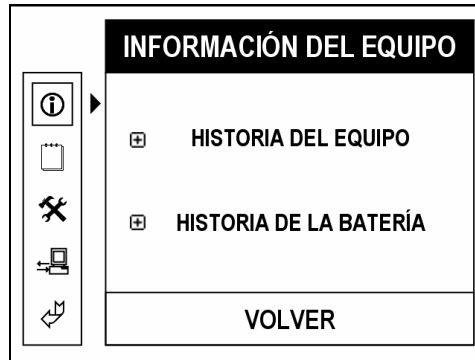 INFORMACIÓN DEL EQUIPO
HISTORIA DEL EQUIPO
HISTORIA DE LA BATERÍA
VOLVER